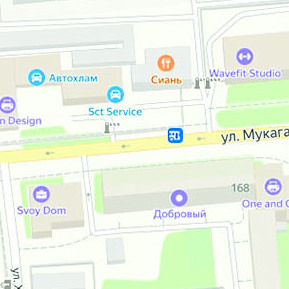 Сиань
Wavefit Studio
Автохлам
Sct Service
n Design
ул. Мукага
168
Svoy Dom
Добровый
One and O
ул. У